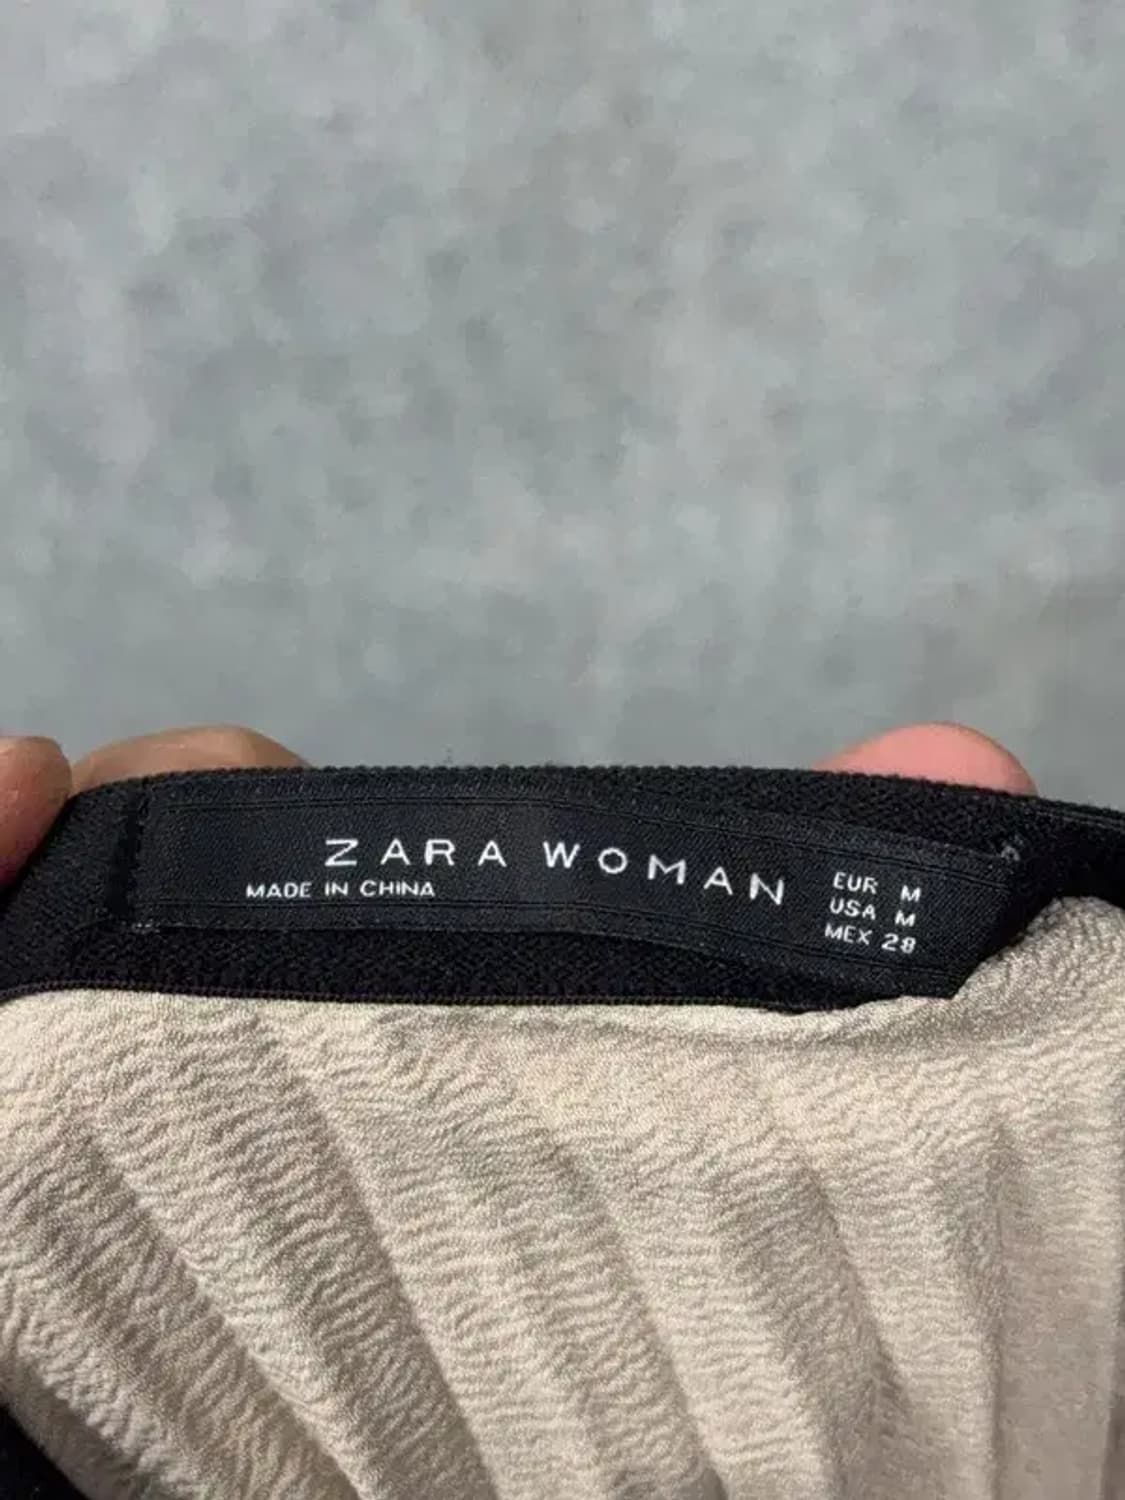 ZARA WOMAN
MADE IN CHINA
EUR M
USA M
MEX 28